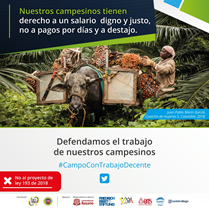 Nuestros campesinos tienen
derecho a un salario digno y justo,
no a pagos por días y a destajo.
Defendamos el trabajo
de nuestros campesinos
#CampoConTrabajoDecente
No al proyecto de
ley 193 de 2018